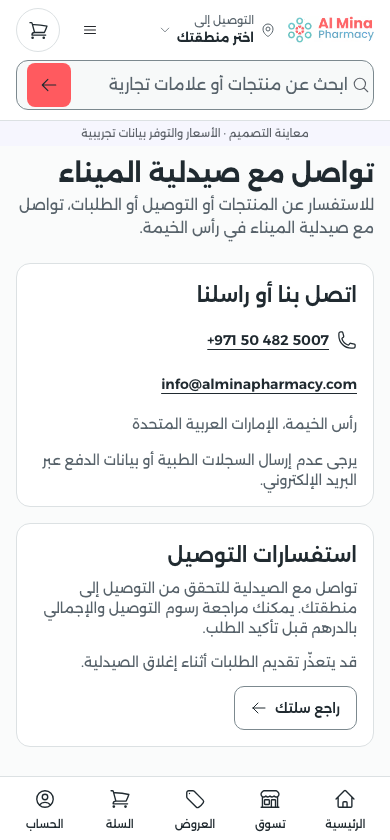 Al Mina
Pharmacy
التوصيل إلى
اختر منطقتك
ابحث عن منتجات أو علامات تجارية
معاينة التصميم · الأسعار والتوفر بيانات تجريبية
تواصل مع صيدلية الميناء
للاستفسار عن المنتجات أو التوصيل أو الطلبات، تواصل
مع صيدلية الميناء في رأس الخيمة.
اتصل بنا أو راسلنا
+971 50 482 5007
info@alminapharmacy.com
رأس الخيمة، الإمارات العربية المتحدة
يرجى عدم إرسال السجلات الطبية أو بيانات الدفع عبر
البريد الإلكتروني.
استفسارات التوصيل
تواصل مع الصيدلية للتحقق من التوصيل إلى
منطقتك. يمكنك مراجعة رسوم التوصيل والإجمالي
بالدرهم قبل تأكيد الطلب.
قد يتعذّر تقديم الطلبات أثناء إغلاق الصيدلية.
راجع سلتك
الرئيسية
تسوق
العروض
السلة
الحساب